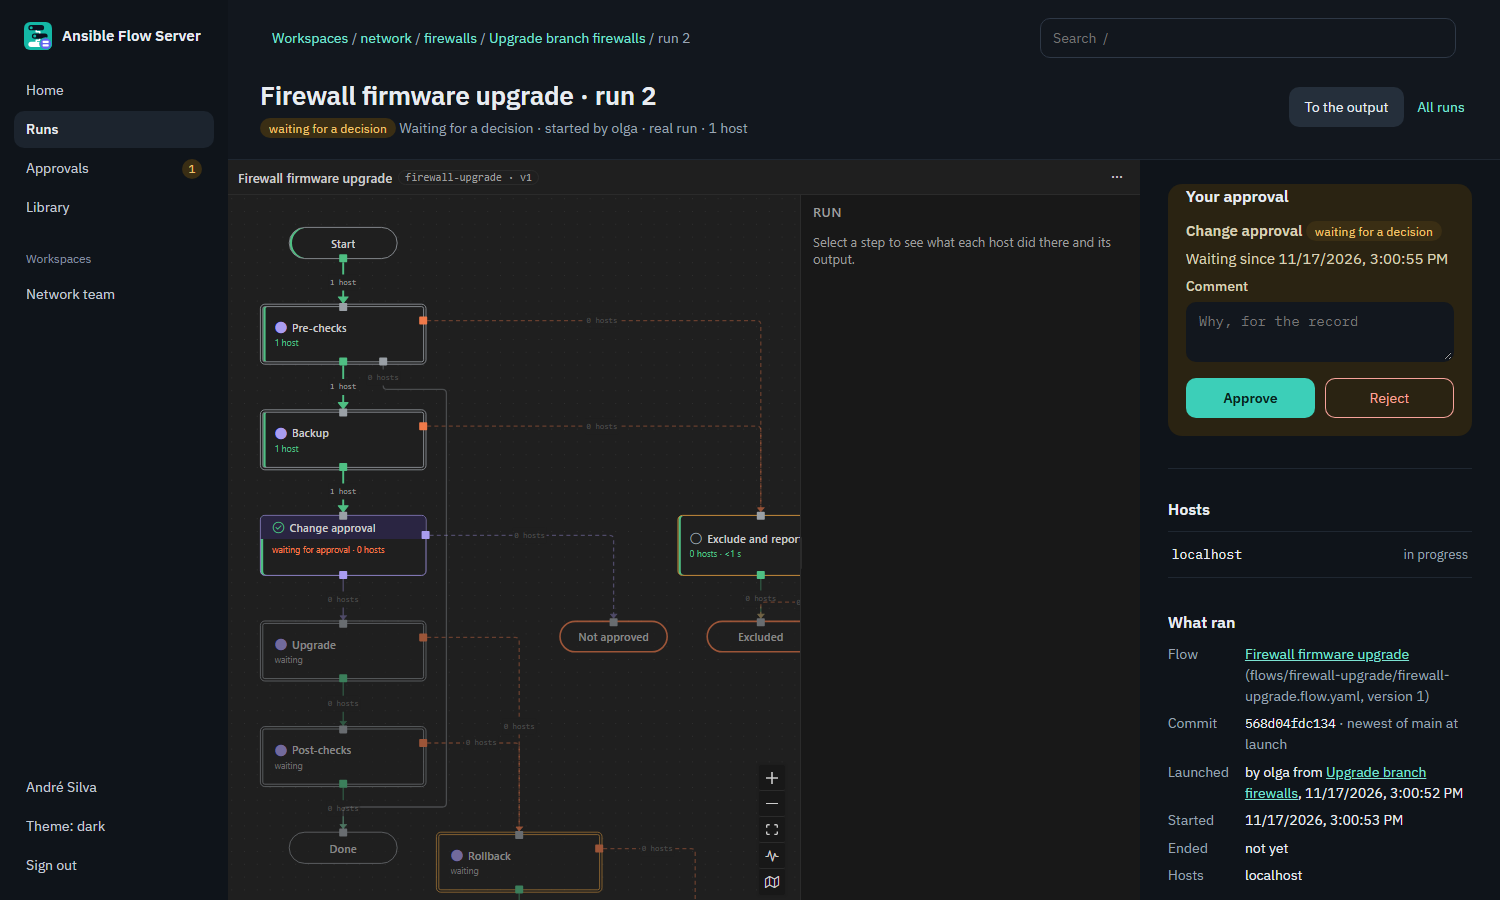 Ansible Flow Server
Home
Runs
Approvals 1
Library
Workspaces
Network team
André Silva
Theme: dark
Sign out
Workspaces / network / firewalls / Upgrade branch firewalls / run 2
Search /
Firewall firmware upgrade · run 2
waiting for a decision Waiting for a decision · started by olga · real run · 1 host
To the output
All runs
Firewall firmware upgrade firewall-upgrade · v1
...
Start
1 host
Pre-checks
1 host
0 hosts
0 hosts
1 host
Backup
1 host
0 hosts
1 host
Change approval
waiting for approval · 0 hosts
0 hosts
Exclude and repor
0 hosts · <1 s
0 hosts
0 hosts
Upgrade
waiting
Not approved
Excluded
0 hosts
0 hosts
Post-checks
waiting
0 hosts
0 hosts
Done
Rollback
waiting
0 hosts
RUN
Select a step to see what each host did there and its
output.
Your approval
Change approval waiting for a decision
Waiting since 11/17/2026, 3:00:55 PM
Comment
Why, for the record
Approve
Reject
Hosts
localhost in progress
What ran
Flow Firewall firmware upgrade
(flows/firewall-upgrade/firewall-
upgrade.flow.yaml, version 1)
Commit 568d04fdc134 · newest of main at
launch
Launched by olga from Upgrade branch
firewalls, 11/17/2026, 3:00:52 PM
Started 11/17/2026, 3:00:53 PM
Ended not yet
Hosts localhost